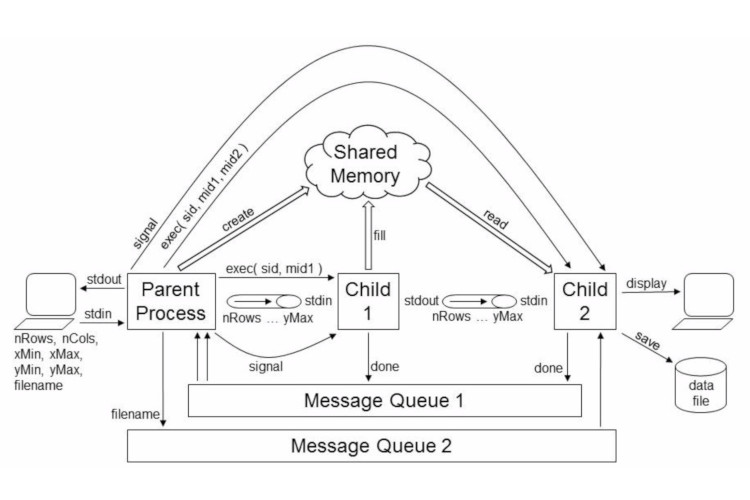 Shared
Memory
signal
exec( sid, mid1, mid2 )
create
fill
read
stdout
stdin
Parent
Process
exec( sid, mid1 )
stdin
nRows ... yMax
Child
1
stdout
stdin
nRows ... yMax
Child
2
display
save
data
file
nRows, nCols,
xMin, xMax,
yMin, yMax,
filename
signal
done
done
filename
Message Queue 1
Message Queue 2